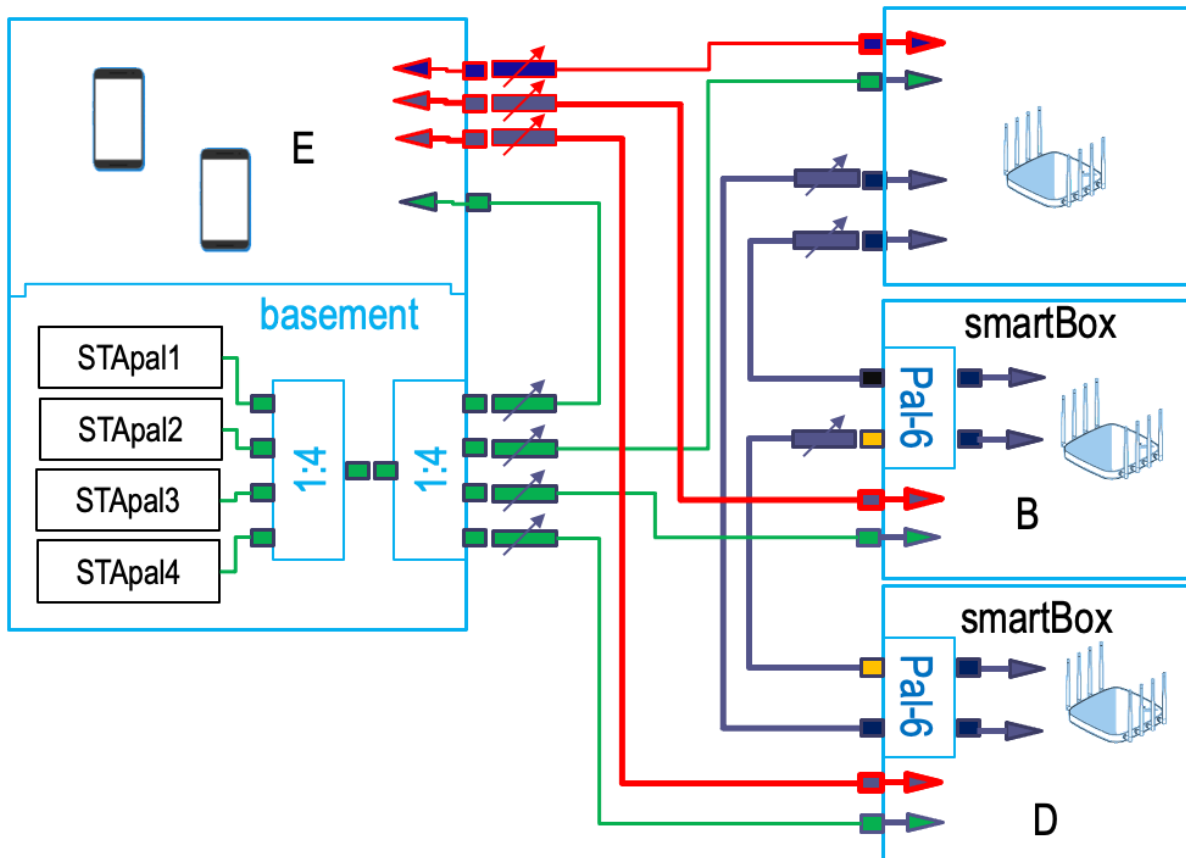 E
basement
STApal1
STApal2
STApal3
STApal4
1:4
1:4
smartBox
Pal-6
B
smartBox
Pal-6
D